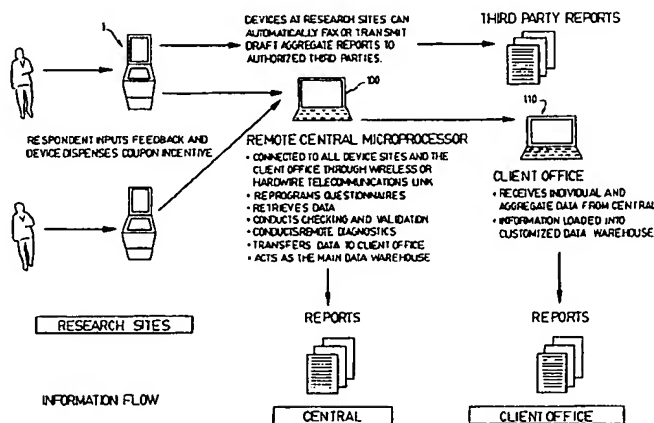 DEVICES AT RESEARCH SITES CAN
AUTOMATICALLY FAX OR TRANSMIT
DRAFT AGGREGATE REPORTS TO
AUTHORIZED THIRD PARTIES.
THIRD PARTY REPORTS
1
100
110
RESPONDENT INPUTS FEEDBACK AND
DEVICE DISPENSES COUPON INCENTIVE
REMOTE CENTRAL MICROPROCESSOR
• CONNECTED TO ALL DEVICE SITES AND THE
CLIENT OFFICE THROUGH WIRELESS OR
HARDWIRE TELECOMMUNICATIONS LINK
• REPROGRAMS QUESTIONNAIRES
• RETRIEVES DATA
• CONDUCTS CHECKING AND VALIDATION
• CONDUCTSREMOTE DIAGNOSTICS
• TRANSFERS DATA TO CLIENT OFFICE
• ACTS AS THE MAIN DATA WAREHOUSE
CLIENT OFFICE
• RECEIVES INDIVIDUAL AND
AGGREGATE DATA FROM CENTRAL
• INFORMATION LOADED INTO
CUSTOMIZED DATA WAREHOUSE
RESEARCH SITES
REPORTS
REPORTS
INFORMATION FLOW
CENTRAL
CLIENT OFFICE